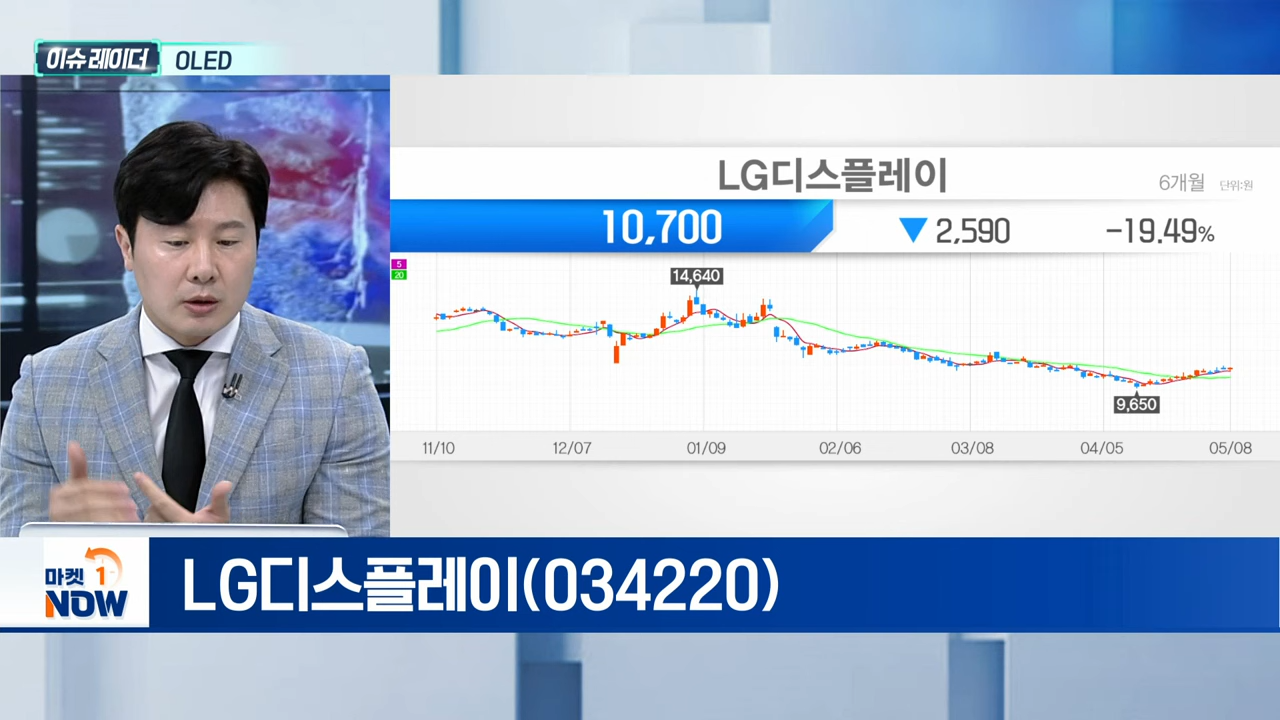 이슈레이더 OLED
LG디스플레이
6개월 단위:원
10,700 ▼ 2,590 -19.49%
5
20
14,640
9,650
11/10 12/07 01/09 02/06 03/08 04/05 05/08
마켓 1
NOW
LG디스플레이(034220)